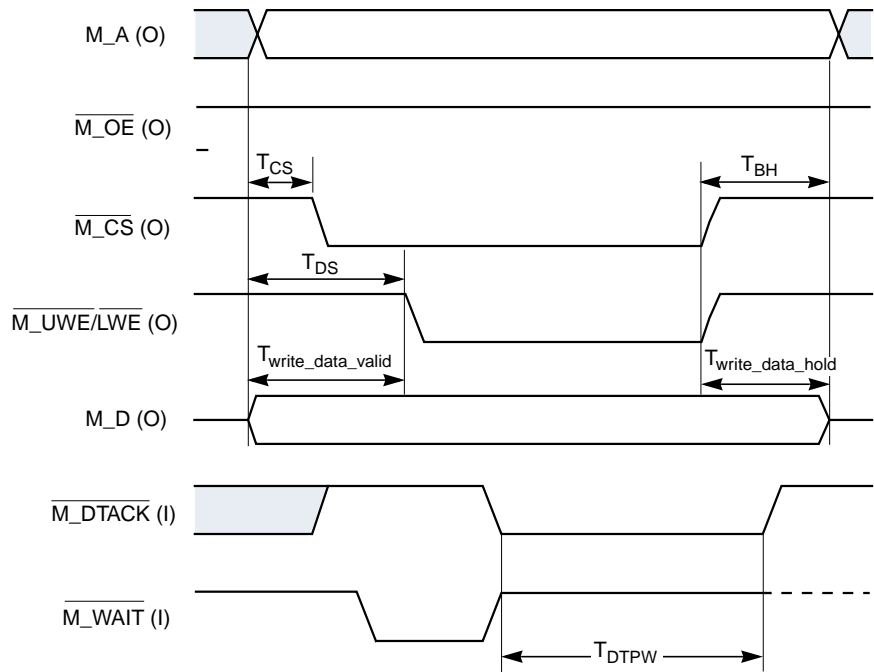 M_A (O)
M_OE (O)
T_CS
T_BH
M_CS (O)
T_DS
M_UWE/LWE (O)
T_write_data_valid
T_write_data_hold
M_D (O)
M_DTACK (I)
M_WAIT (I)
T_DTPW